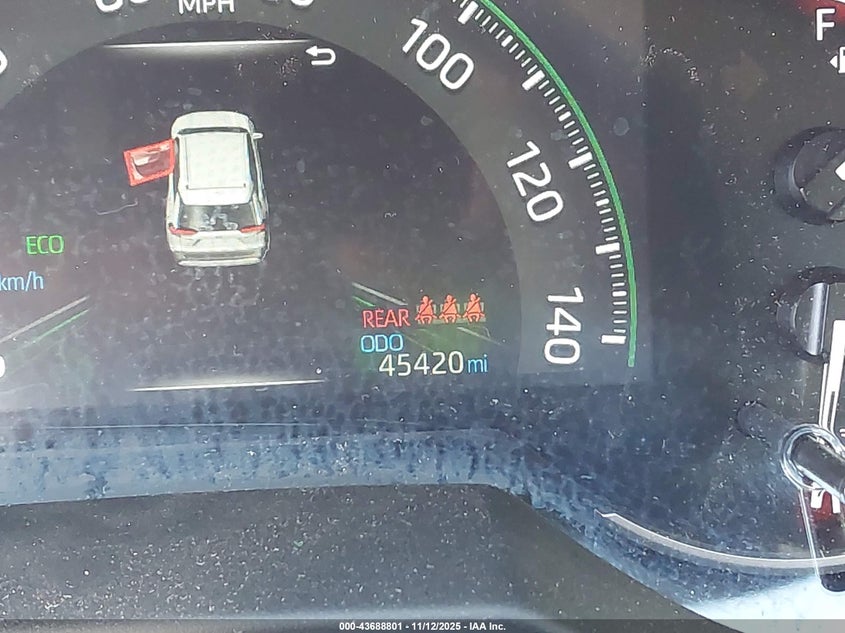 MPH
100
120
140
F
ECO
km/h
REAR
ODO
45420 mi
000-43688801 - 11/12/2025 - IAA Inc.